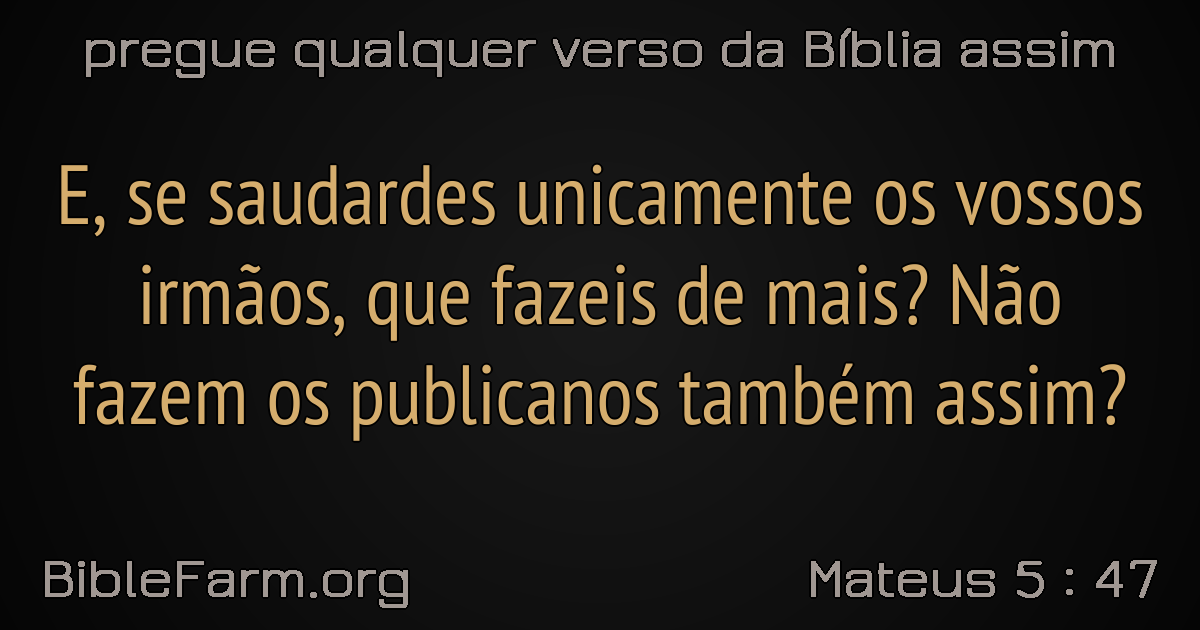 pregue qualquer verso da Bíblia assim
E, se saudardes unicamente os vossos
irmãos, que fazeis de mais? Não
fazem os publicanos também assim?
BibleFarm.org
Mateus 5 : 47